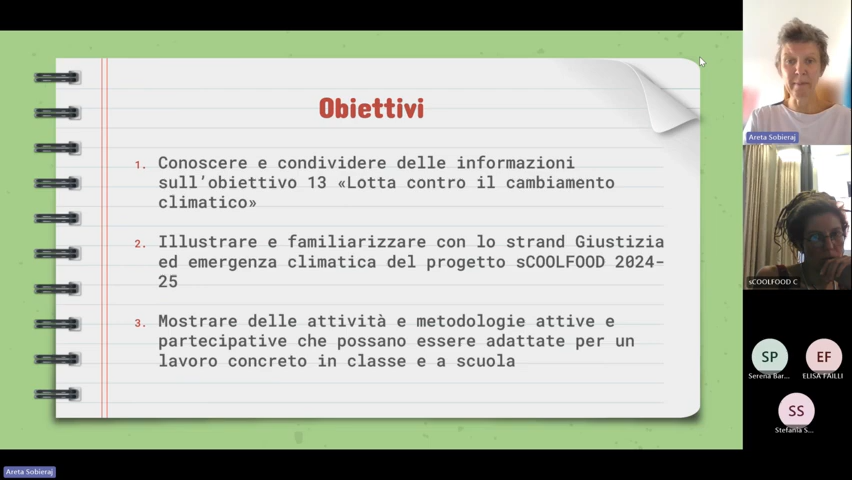 Obiettivi
1. Conoscere e condividere delle informazioni
sull’obiettivo 13 «Lotta contro il cambiamento
climatico»
2. Illustrare e familiarizzare con lo strand Giustizia
ed emergenza climatica del progetto sCOOLFOOD 2024-
25
3. Mostrare delle attività e metodologie attive e
partecipative che possano essere adattate per un
lavoro concreto in classe e a scuola
Areta Sobieraj
sCOOLFOOD C
SP
Serena Bar...
EF
ELISA FAILLI
SS
Stefania S...
Areta Sobieraj